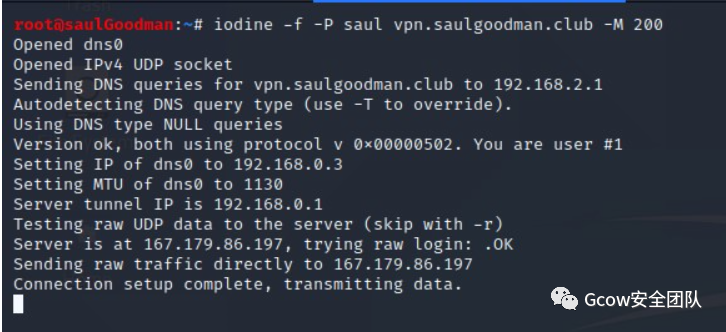 root@saulGoodman:~# iodine -f -P saul vpn.saulgoodman.club -M 200
Opened dns0
Opened IPv4 UDP socket
Sending DNS queries for vpn.saulgoodman.club to 192.168.2.1
Autodetecting DNS query type (use -T to override).
Using DNS type NULL queries
Version ok, both using protocol v 0×00000502. You are user #1
Setting IP of dns0 to 192.168.0.3
Setting MTU of dns0 to 1130
Server tunnel IP is 192.168.0.1
Testing raw UDP data to the server (skip with -r)
Server is at 167.179.86.197, trying raw login: .OK
Sending raw traffic directly to 167.179.86.197
Connection setup complete, transmitting data.
Gcow安全团队